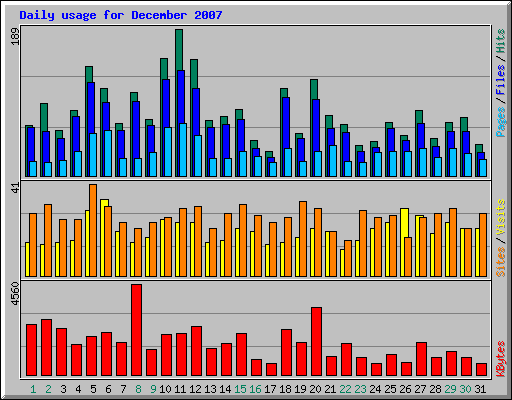 Daily usage for December 2007
189
Pages / Files / Hits
41
Sites / Visits
4560
KBytes
1 2 3 4 5 6 7 8 9 10 11 12 13 14 15 16 17 18 19 20 21 22 23 24 25 26 27 28 29 30 31